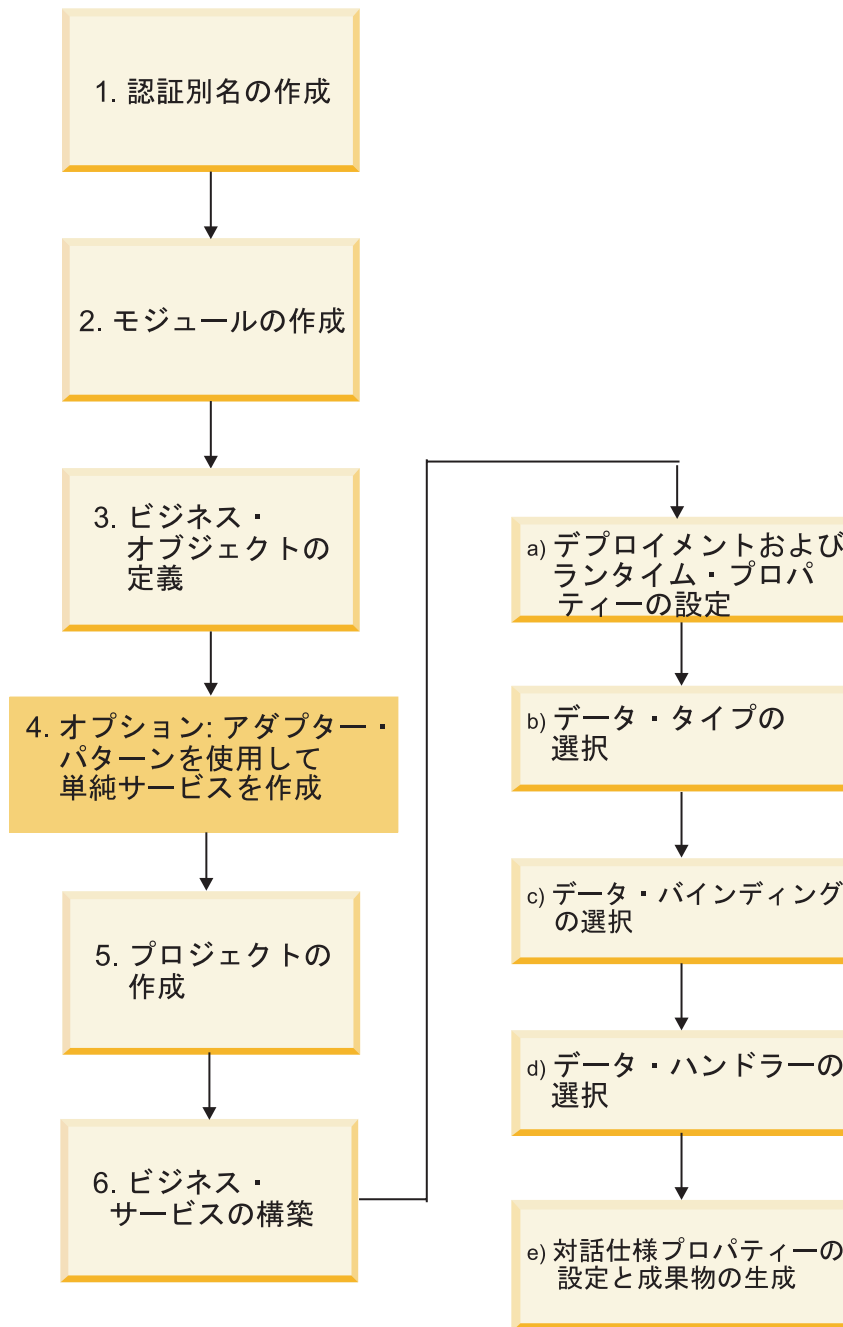 1. 認証別名の作成
2. モジュールの作成
3. ビジネス・
オブジェクトの
定義
4. オプション: アダプター・
パターンを使用して
単純サービスを作成
5. プロジェクトの
作成
6. ビジネス・
サービスの構築
a) デプロイメントおよび
ランタイム・プロパ
ティーの設定
b) データ・タイプの
選択
c) データ・バインディング
の選択
d) データ・ハンドラーの
選択
e) 対話仕様プロパティーの
設定と成果物の生成